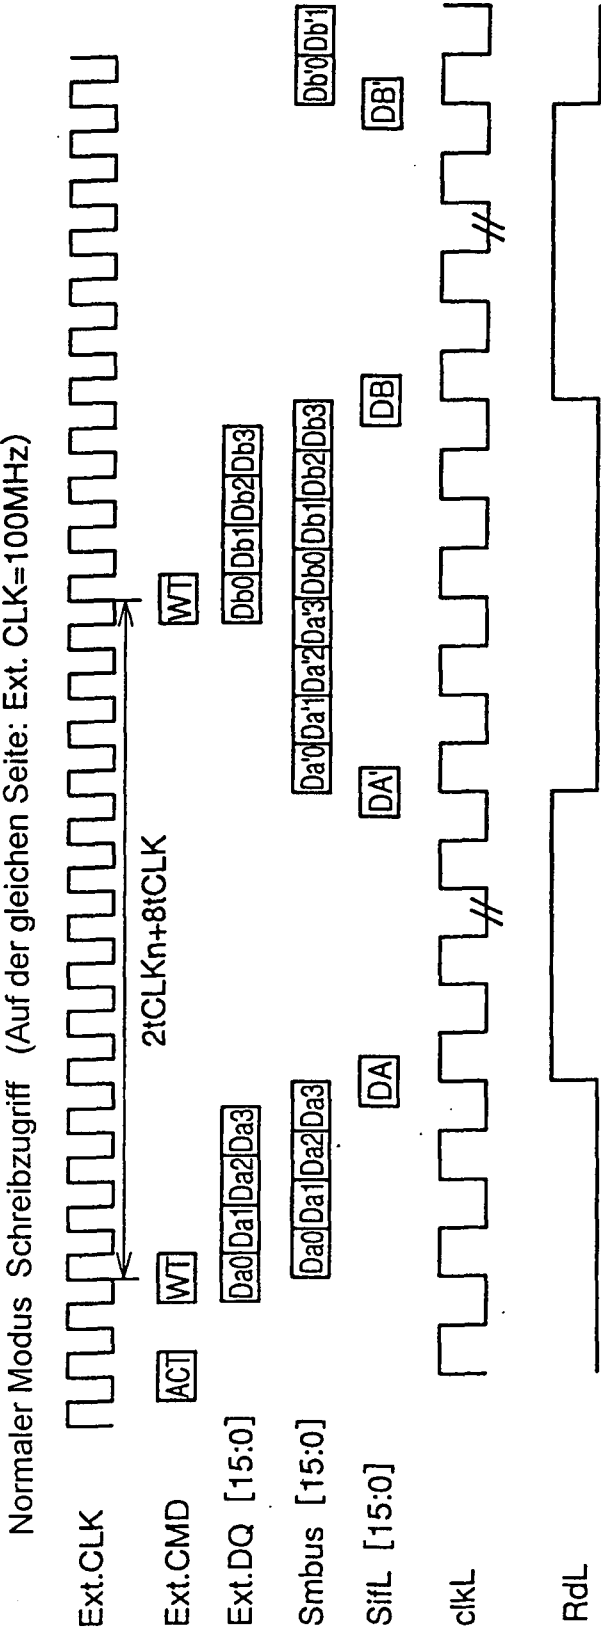 Normaler Modus Schreibzugriff (Auf der gleichen Seite: Ext. CLK=100MHz)
Ext.CLK
2tCLKn+8tCLK
Ext.CMD ACT WT WT
Ext.DQ [15:0] Da0 Da1 Da2 Da3 Db0 Db1 Db2 Db3
Smbus [15:0] Da0 Da1 Da2 Da3 Da'0 Da'1 Da'2 Da'3 Db0 Db1 Db2 Db3 Db'0 Db'1
SifL [15:0] DA DA' DB DB'
clkL
RdL